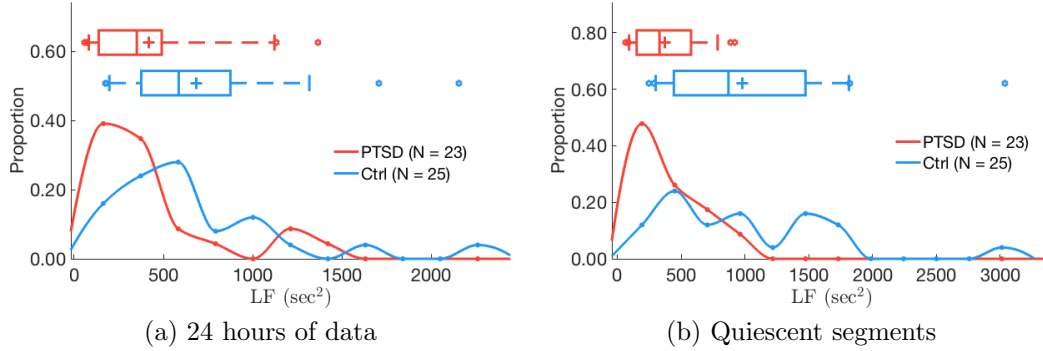 0.60
0.40
0.20
0.00
Proportion
PTSD (N = 23)
Ctrl (N = 25)
0
500
1000
1500
2000
LF (sec²)
(a) 24 hours of data
0.80
0.60
0.40
0.20
0.00
Proportion
PTSD (N = 23)
Ctrl (N = 25)
0
500
1000
1500
2000
2500
3000
LF (sec²)
(b) Quiescent segments